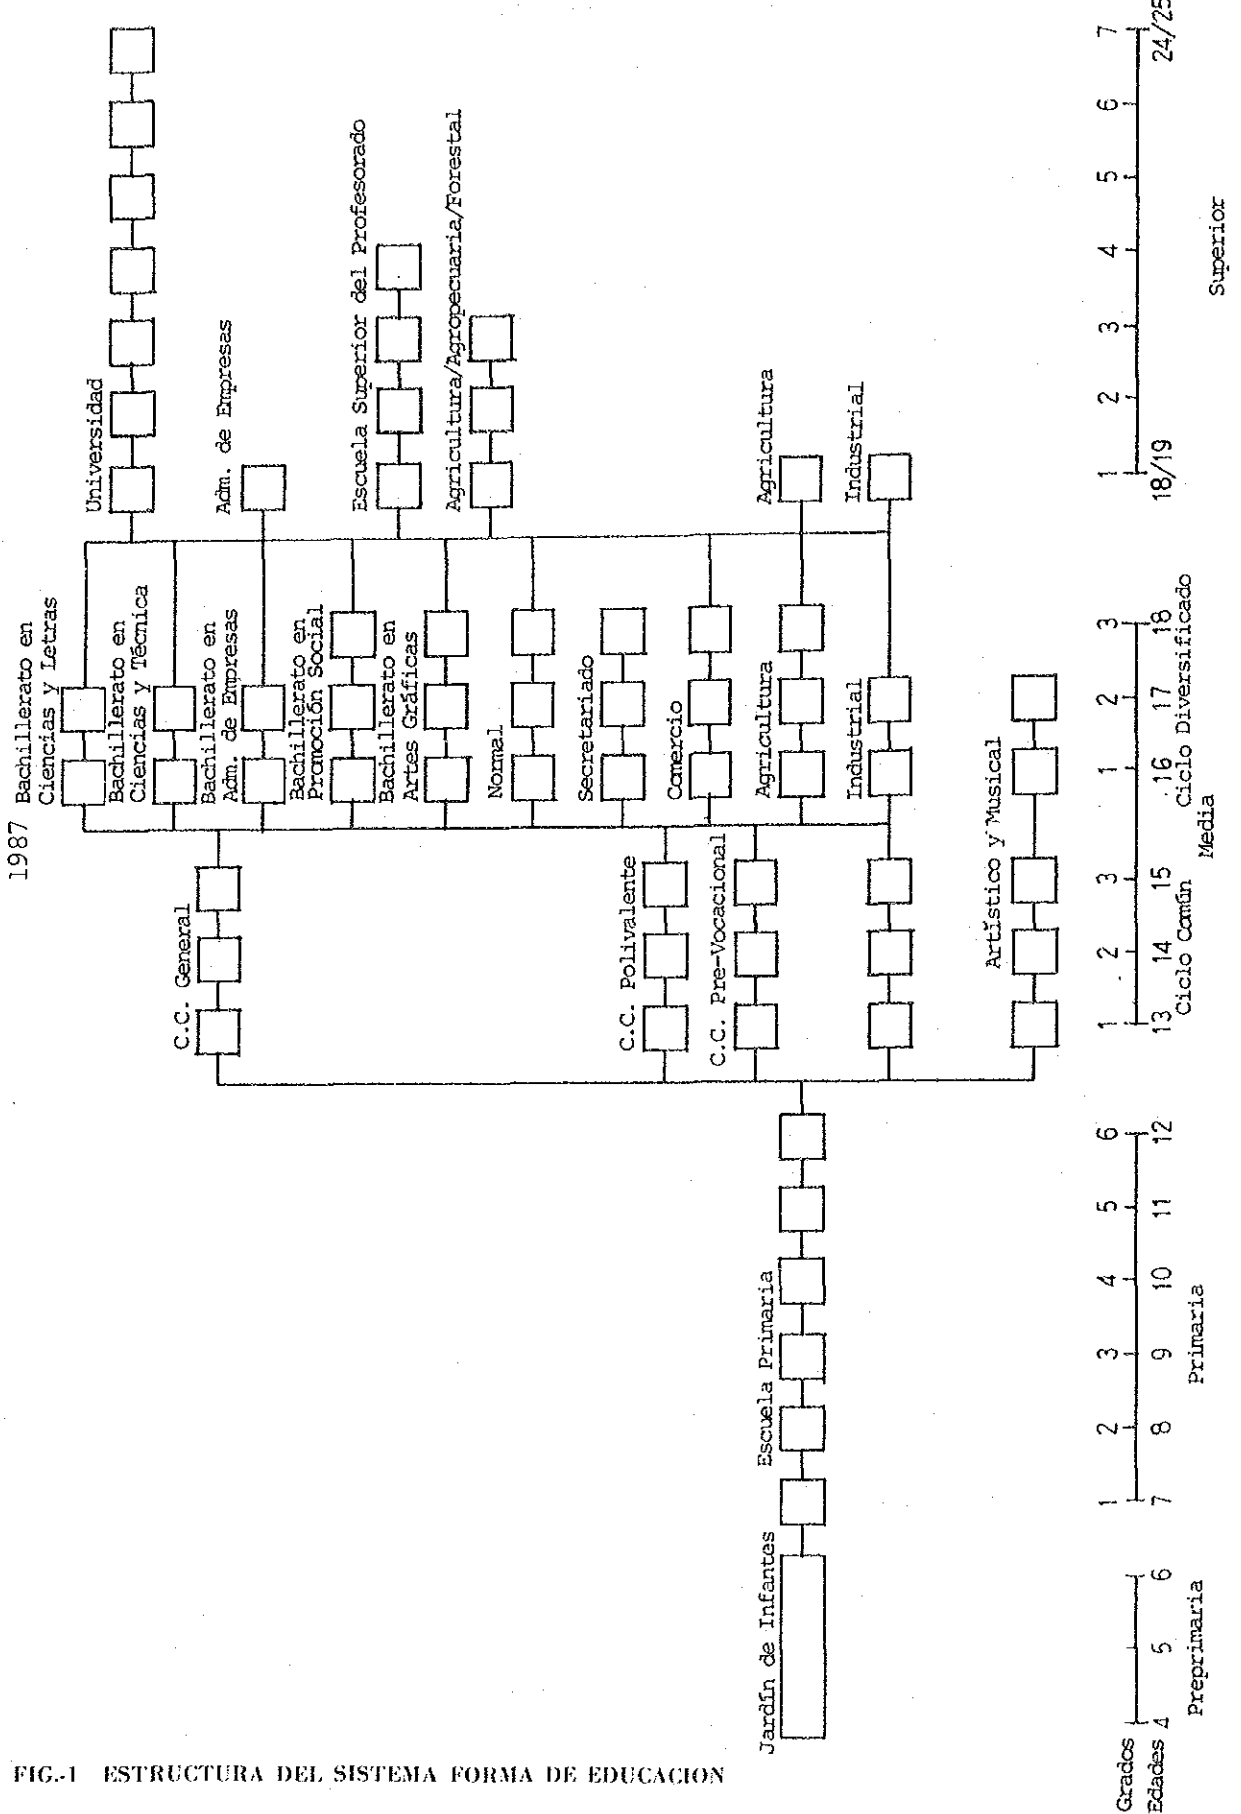 1987
Bachillerato en
Ciencias y Letras
Bachillerato en
Ciencias y Técnica
Bachillerato en
Adm. de Empresas
Bachillerato en
Promoción Social
Bachillerato en
Artes Gráficas
Normal
Secretariado
Comercio
Agricultura
Industrial
Universidad
Adm. de Empresas
Escuela Superior del Profesorado
Agricultura/Agropecuaria/Forestal
Agricultura
Industrial
C.C. General
C.C. Polivalente
C.C. Pre-Vocacional
Artístico y Musical
Jardín de Infantes
Escuela Primaria
Grados 1 2 3 4 5 6 1 2 3 1 2 3 1 2 3 4 5 6 7
Edades 4 5 6 7 8 9 10 11 12 13 14 15 16 17 18 18/19 24/25
Ciclo Común Ciclo Diversificado
Preprimaria Primaria Media Superior
FIG.-1 ESTRUCTURA DEL SISTEMA FORMA DE EDUCACION